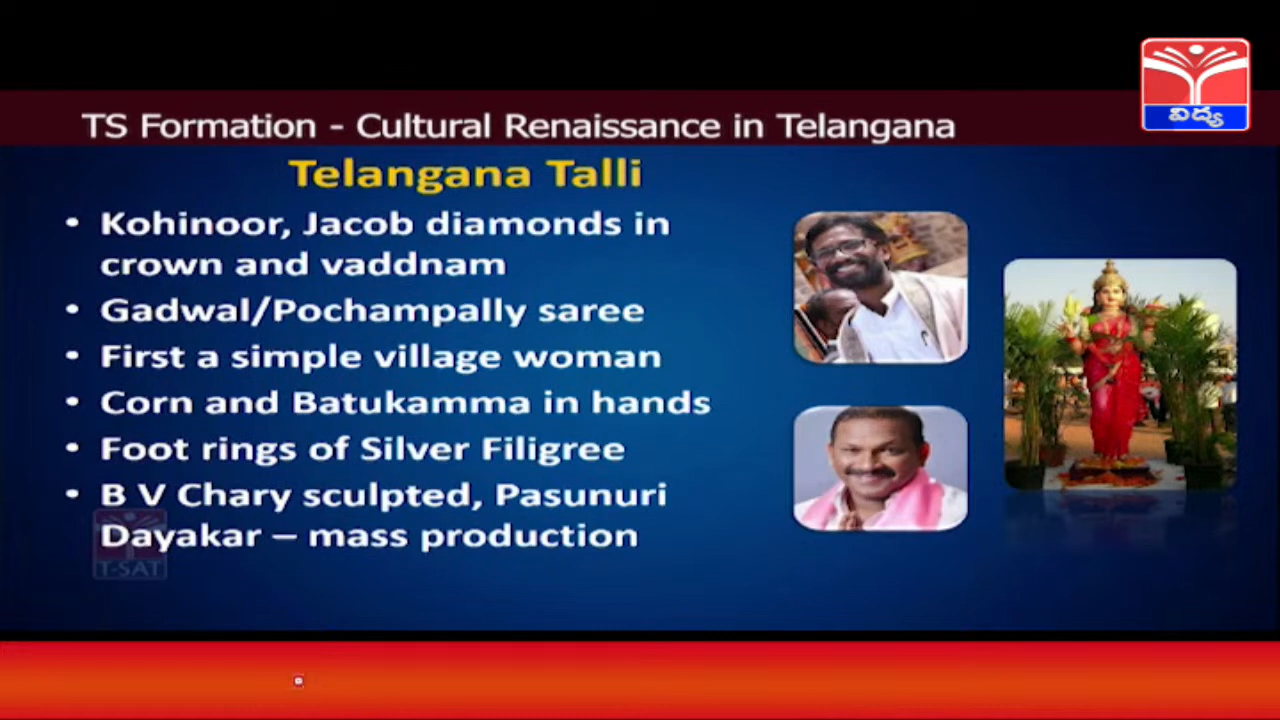 విద్య
TS Formation - Cultural Renaissance in Telangana
Telangana Talli
• Kohinoor, Jacob diamonds in
crown and vaddnam
• Gadwal/Pochampally saree
• First a simple village woman
• Corn and Batukamma in hands
• Foot rings of Silver Filigree
• B V Chary sculpted, Pasunuri
Dayakar – mass production
T-SAT